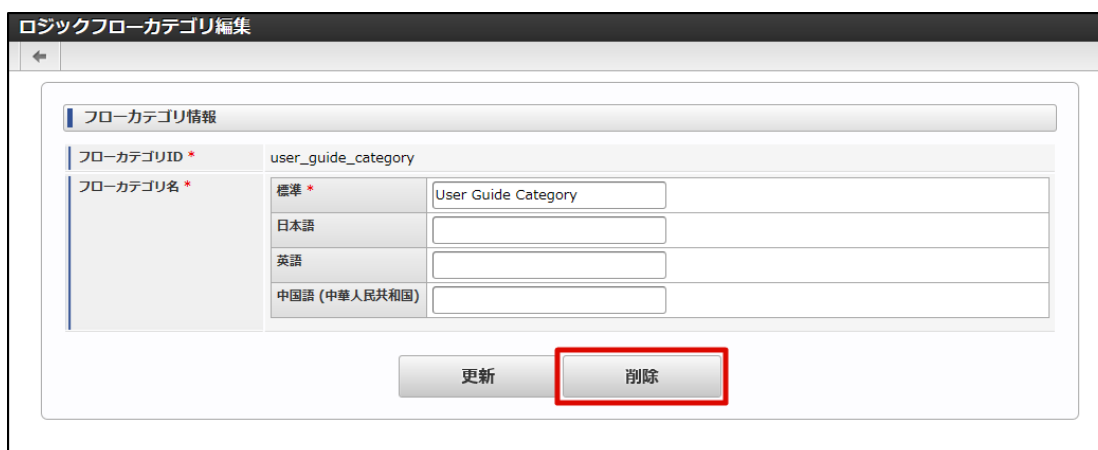 ロジックフローカテゴリ編集
フローカテゴリ情報
フローカテゴリID * user_guide_category
フローカテゴリ名 * 標準 * User Guide Category
日本語
英語
中国語 (中華人民共和国)
更新 削除